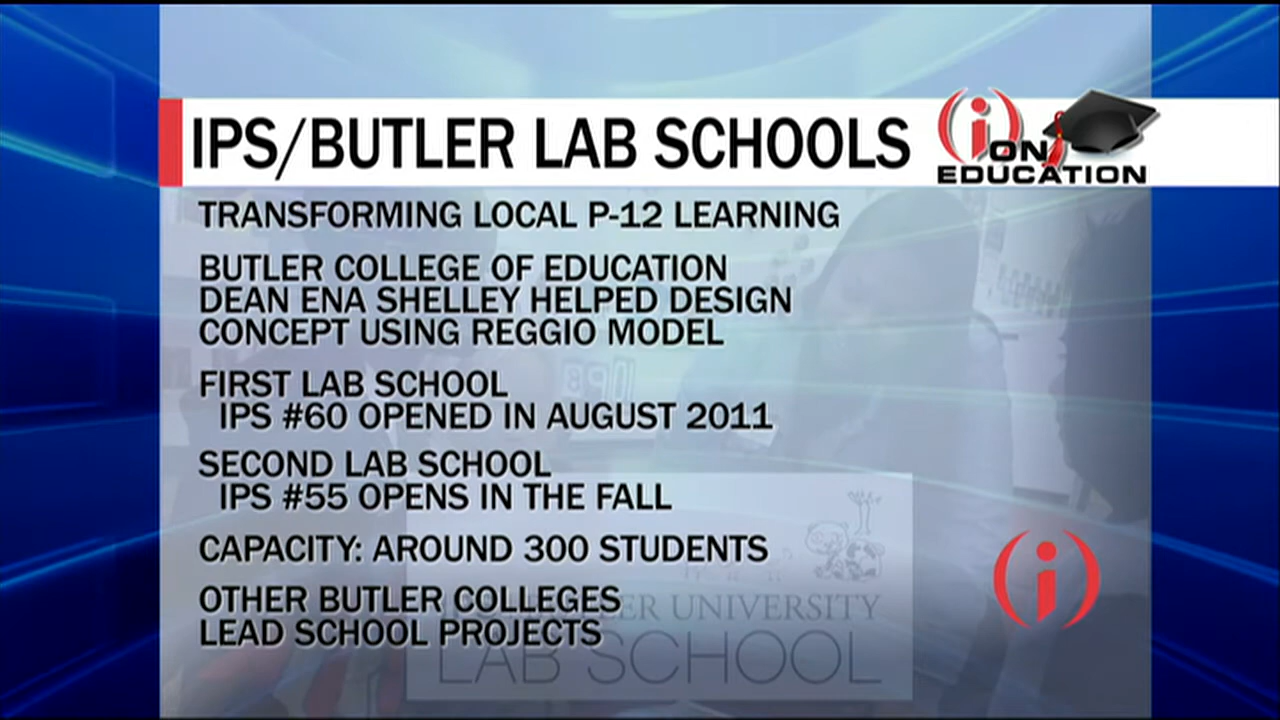 IPS/BUTLER LAB SCHOOLS
(i)
ON
EDUCATION
TRANSFORMING LOCAL P-12 LEARNING
BUTLER COLLEGE OF EDUCATION
DEAN ENA SHELLEY HELPED DESIGN
CONCEPT USING REGGIO MODEL
FIRST LAB SCHOOL
IPS #60 OPENED IN AUGUST 2011
SECOND LAB SCHOOL
IPS #55 OPENS IN THE FALL
CAPACITY: AROUND 300 STUDENTS
OTHER BUTLER COLLEGES
LEAD SCHOOL PROJECTS
(i)
UNIVERSITY
LAB SCHOOL